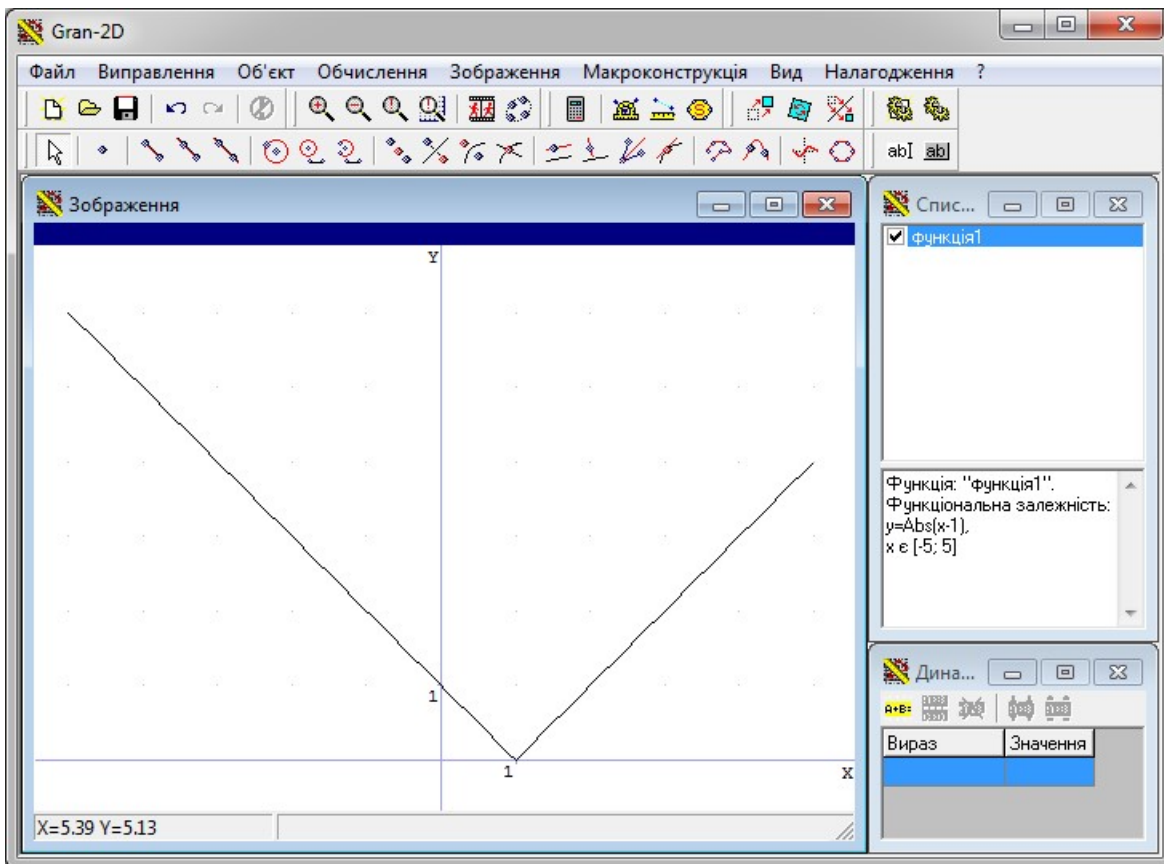 Gran-2D
Файл Виправлення Об'єкт Обчислення Зображення Макроконструкція Вид Налагодження ?
abI ab
Зображення
Y
1
1
X
X=5.39 Y=5.13
Спис...
функція1
Функція: "функція1".
Функціональна залежність:
y=Abs(x-1),
x є [-5; 5]
Дина...
A+B=
Вираз Значення